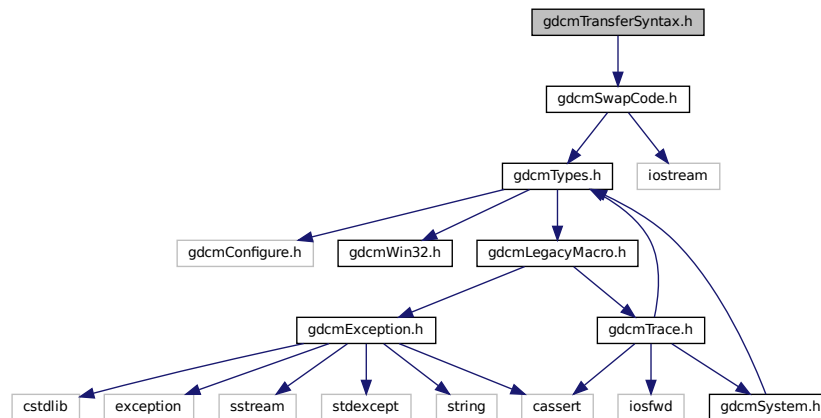 gdcmTransferSyntax.h
gdcmSwapCode.h
gdcmTypes.h
iostream
gdcmConfigure.h
gdcmWin32.h
gdcmLegacyMacro.h
gdcmException.h
gdcmTrace.h
cstdlib
exception
sstream
stdexcept
string
cassert
iosfwd
gdcmSystem.h